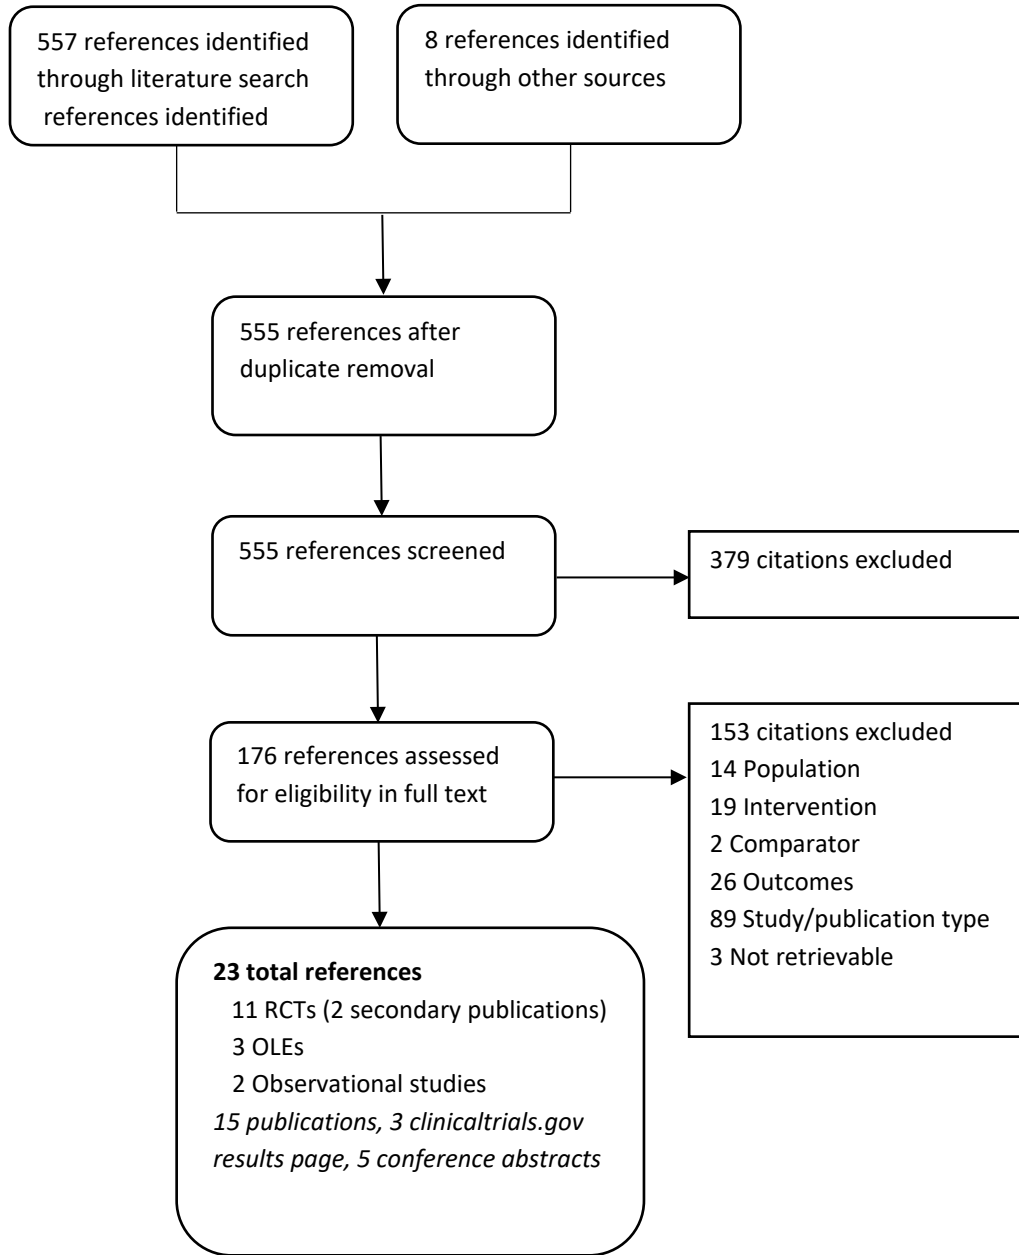 557 references identified
through literature search
references identified
8 references identified
through other sources
555 references after
duplicate removal
555 references screened
379 citations excluded
176 references assessed
for eligibility in full text
153 citations excluded
14 Population
19 Intervention
2 Comparator
26 Outcomes
89 Study/publication type
3 Not retrievable
23 total references
11 RCTs (2 secondary publications)
3 OLEs
2 Observational studies
15 publications, 3 clinicaltrials.gov
results page, 5 conference abstracts